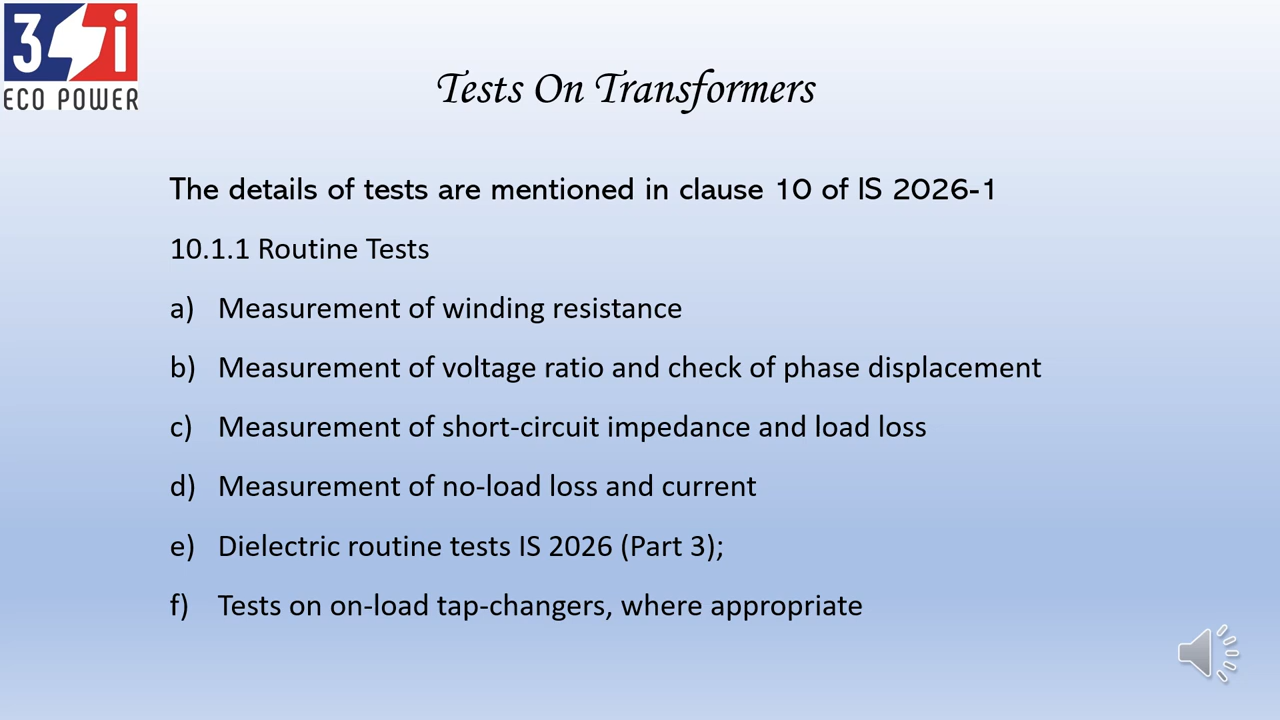 3 i
ECO POWER
Tests On Transformers
The details of tests are mentioned in clause 10 of IS 2026-1
10.1.1 Routine Tests
a) Measurement of winding resistance
b) Measurement of voltage ratio and check of phase displacement
c) Measurement of short-circuit impedance and load loss
d) Measurement of no-load loss and current
e) Dielectric routine tests IS 2026 (Part 3);
f) Tests on on-load tap-changers, where appropriate